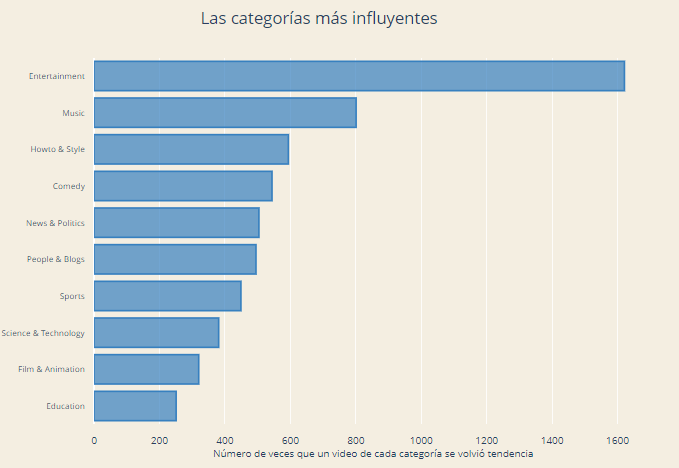 Las categorías más influyentes
Entertainment
Music
Howto & Style
Comedy
News & Politics
People & Blogs
Sports
Science & Technology
Film & Animation
Education
0 200 400 600 800 1000 1200 1400 1600
Número de veces que un video de cada categoría se volvió tendencia